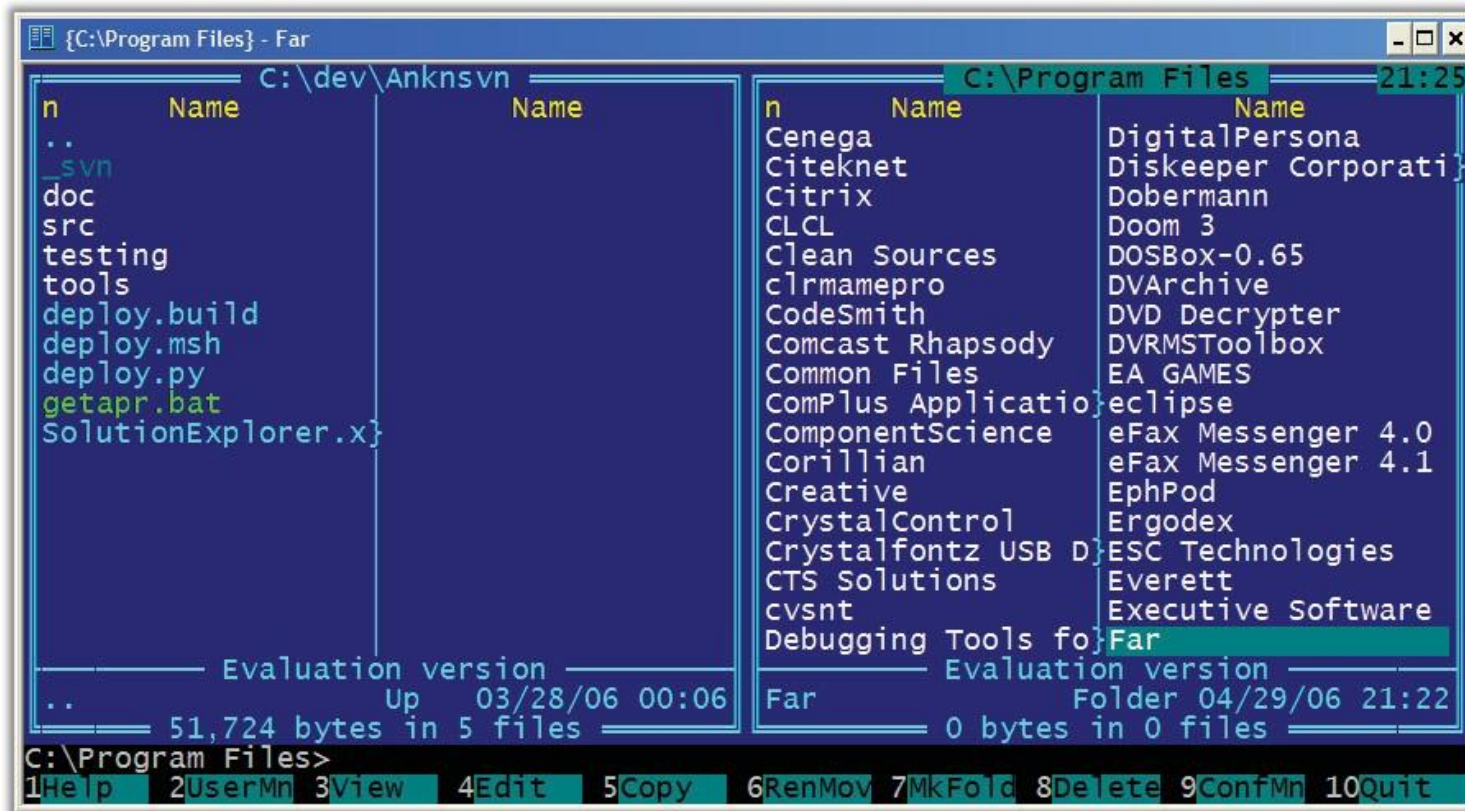 {C:\Program Files} - Far
C:\dev\Anknsvn
n Name Name
..
_svn
doc
src
testing
tools
deploy.build
deploy.msh
deploy.py
getapr.bat
SolutionExplorer.x}
Evaluation version
.. Up 03/28/06 00:06
51,724 bytes in 5 files
C:\Program Files 21:25
n Name Name
Cenega
Citeknet
Citrix
CLCL
Clean Sources
clrmamepro
CodeSmith
Comcast Rhapsody
Common Files
ComPlus Applicatio}
ComponentScience
Corillian
Creative
CrystalControl
Crystalfontz USB D}
CTS Solutions
cvsnt
Debugging Tools fo}
DigitalPersona
Diskeeper Corporati}
Dobermann
Doom 3
DOSBox-0.65
DVArchive
DVD Decrypter
DVRMSToolbox
EA GAMES
eclipse
eFax Messenger 4.0
eFax Messenger 4.1
EphPod
Ergodex
ESC Technologies
Everett
Executive Software
Far
Evaluation version
Far Folder 04/29/06 21:22
0 bytes in 0 files
C:\Program Files>
1Help 2UserMn 3View 4Edit 5Copy 6RenMov 7MkFold 8Delete 9ConfMn 10Quit